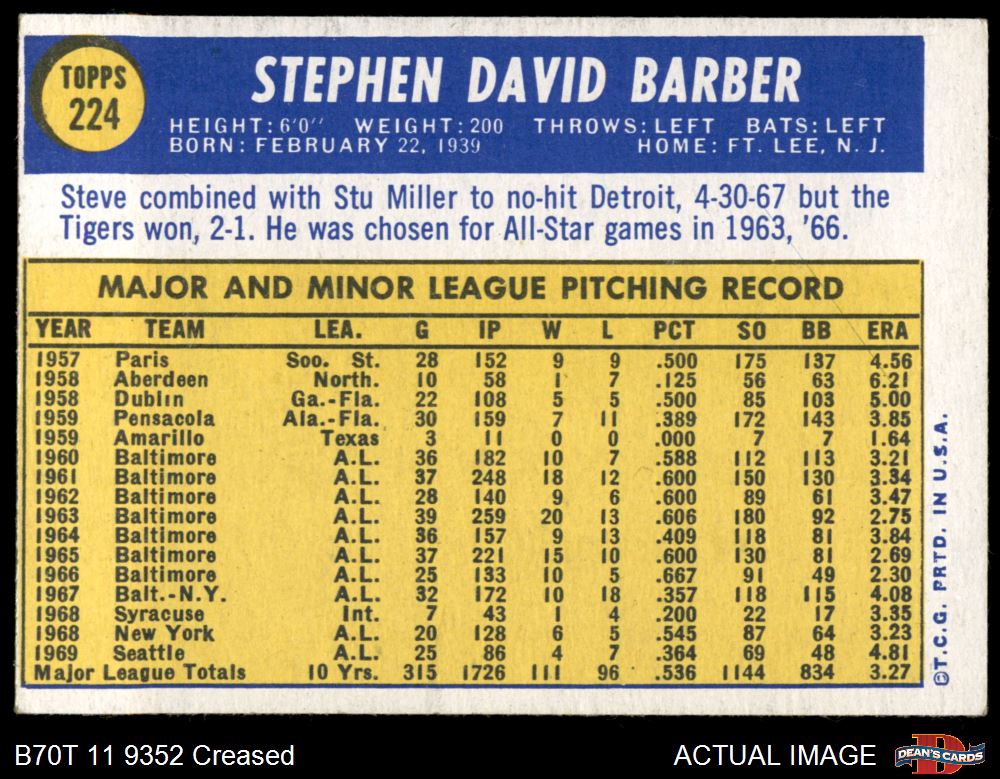 TOPPS
224
STEPHEN DAVID BARBER
HEIGHT: 6'0" WEIGHT: 200 THROWS: LEFT BATS: LEFT
BORN: FEBRUARY 22, 1939 HOME: FT. LEE, N. J.
Steve combined with Stu Miller to no-hit Detroit, 4-30-67 but the
Tigers won, 2-1. He was chosen for All-Star games in 1963, '66.
MAJOR AND MINOR LEAGUE PITCHING RECORD
YEAR TEAM LEA. G IP W L PCT SO BB ERA
1957 Paris Soo. St. 28 152 9 9 .500 175 137 4.56
1958 Aberdeen North. 10 58 1 7 .125 56 63 6.21
1958 Dublin Ga.-Fla. 22 108 5 5 .500 85 103 5.00
1959 Pensacola Ala.-Fla. 30 159 7 11 .389 172 143 3.85
1959 Amarillo Texas 3 11 0 0 .000 7 7 1.64
1960 Baltimore A.L. 36 182 10 7 .588 112 113 3.21
1961 Baltimore A.L. 37 248 18 12 .600 150 130 3.34
1962 Baltimore A.L. 28 140 9 6 .600 89 61 3.47
1963 Baltimore A.L. 39 259 20 13 .606 180 92 2.75
1964 Baltimore A.L. 36 157 9 13 .409 118 81 3.84
1965 Baltimore A.L. 37 221 15 10 .600 130 81 2.69
1966 Baltimore A.L. 25 133 10 5 .667 91 49 2.30
1967 Balt.-N.Y. A.L. 32 172 10 18 .357 118 115 4.08
1968 Syracuse Int. 7 43 1 4 .200 22 17 3.35
1968 New York A.L. 20 128 6 5 .545 87 64 3.23
1969 Seattle A.L. 25 86 4 7 .364 69 48 4.81
Major League Totals 10 Yrs. 315 1726 111 96 .536 1144 834 3.27
©T.C.G. PRTD. IN U.S.A.
B70T 11 9352 Creased ACTUAL IMAGE
DEAN'S CARDS